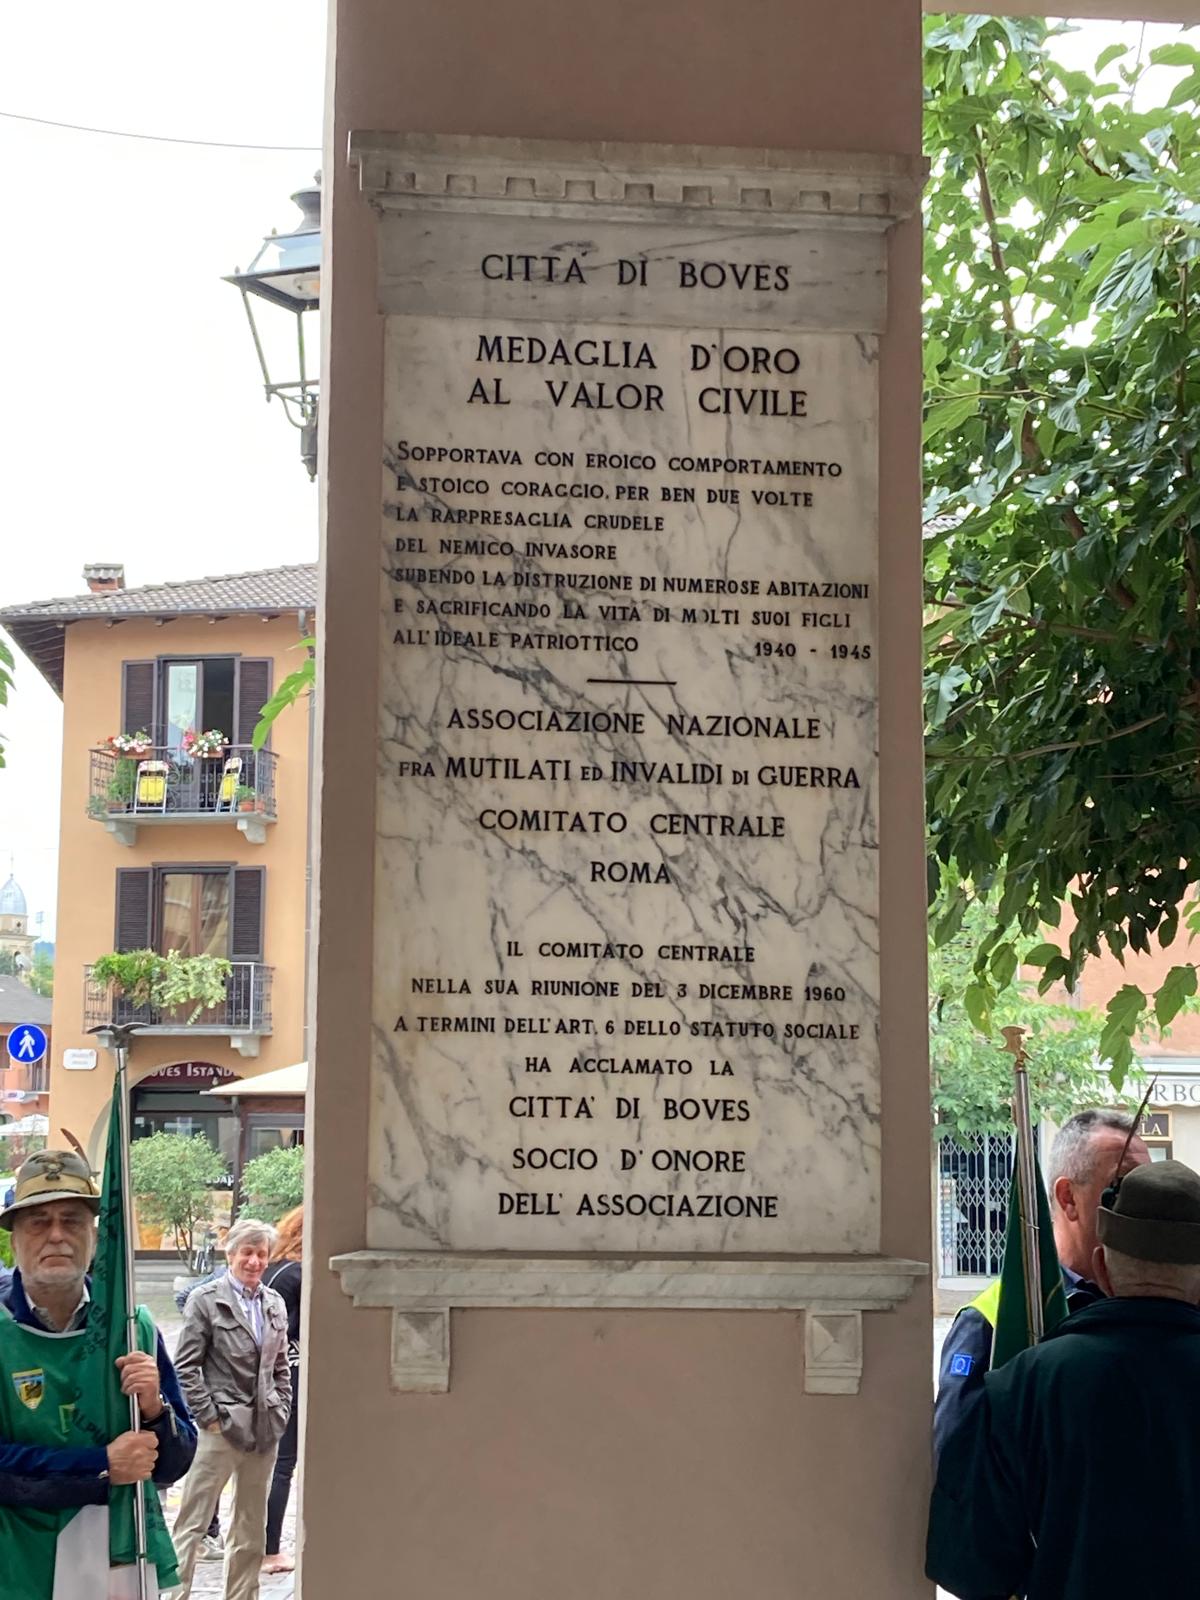 CITTÀ DI BOVES
MEDAGLIA D'ORO
AL VALOR CIVILE
SOPPORTAVA CON EROICO COMPORTAMENTO
E STOICO CORAGGIO, PER BEN DUE VOLTE
LA RAPPRESAGLIA CRUDELE
DEL NEMICO INVASORE
SUBENDO LA DISTRUZIONE DI NUMEROSE ABITAZIONI
E SACRIFICANDO LA VITA DI MOLTI SUOI FIGLI
ALL'IDEALE PATRIOTTICO 1940 - 1945
ASSOCIAZIONE NAZIONALE
FRA MUTILATI ED INVALIDI DI GUERRA
COMITATO CENTRALE
ROMA
IL COMITATO CENTRALE
NELLA SUA RIUNIONE DEL 3 DICEMBRE 1960
A TERMINI DELL'ART. 6 DELLO STATUTO SOCIALE
HA ACCLAMATO LA
CITTA' DI BOVES
SOCIO D'ONORE
DELL'ASSOCIAZIONE